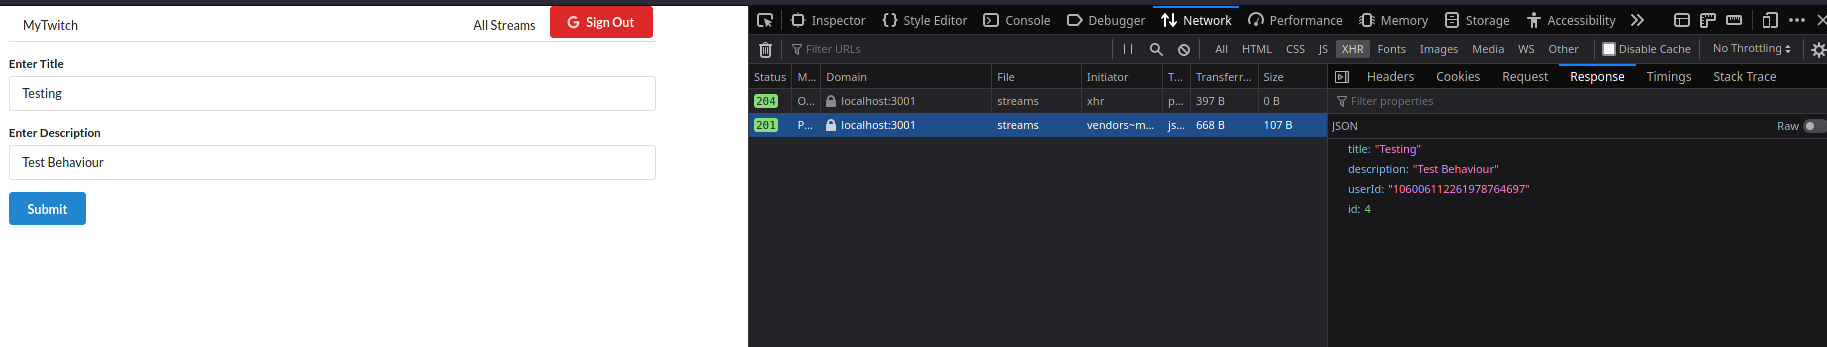 MyTwitch All Streams Sign Out
Enter Title
Testing
Enter Description
Test Behaviour
Submit
Inspector Style Editor Console Debugger Network Performance Memory Storage Accessibility
Filter URLs All HTML CSS JS XHR Fonts Images Media WS Other Disable Cache No Throttling
Status M... Domain File Initiator T... Transferr... Size
204 O... localhost:3001 streams xhr p... 397 B 0 B
201 P... localhost:3001 streams vendors~m... js... 668 B 107 B
Headers Cookies Request Response Timings Stack Trace
Filter properties
JSON Raw
title: "Testing"
description: "Test Behaviour"
userId: "106006112261978764697"
id: 4